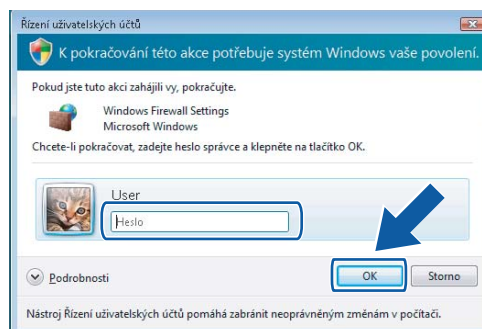 Řízení uživatelských účtů
K pokračování této akce potřebuje systém Windows vaše povolení.
Pokud jste tuto akci zahájili vy, pokračujte.
Windows Firewall Settings
Microsoft Windows
Chcete-li pokračovat, zadejte heslo správce a klepněte na tlačítko OK.
User
Heslo
Podrobnosti
OK
Storno
Nástroj Řízení uživatelských účtů pomáhá zabránit neoprávněným změnám v počítači.